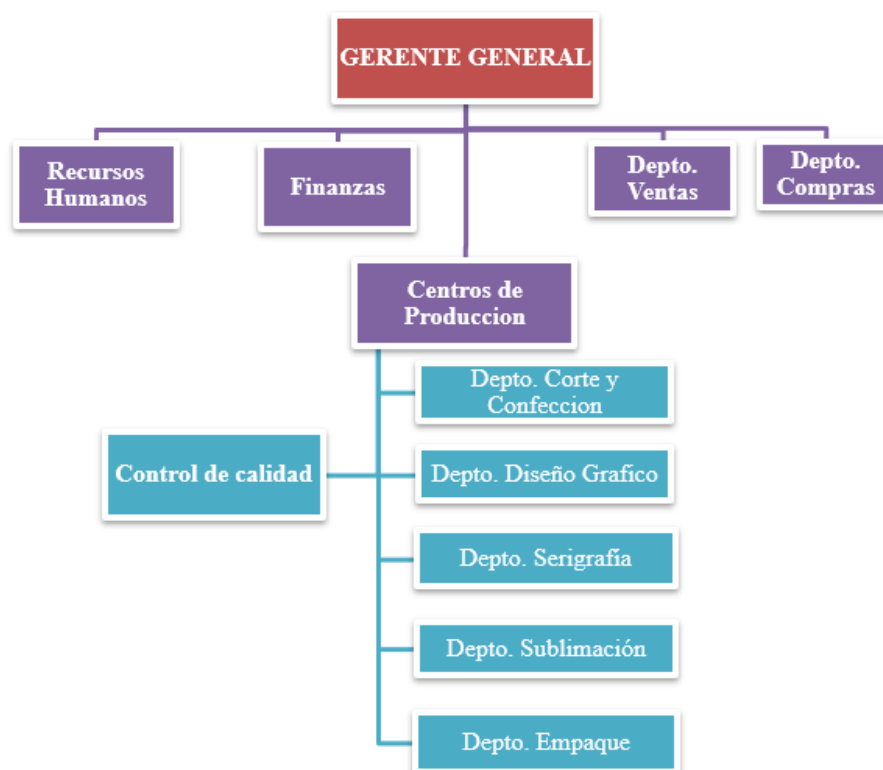 GERENTE GENERAL
Recursos
Humanos
Finanzas
Depto.
Ventas
Depto.
Compras
Centros de
Produccion
Depto. Corte y
Confeccion
Control de calidad
Depto. Diseño Grafico
Depto. Serigrafía
Depto. Sublimación
Depto. Empaque